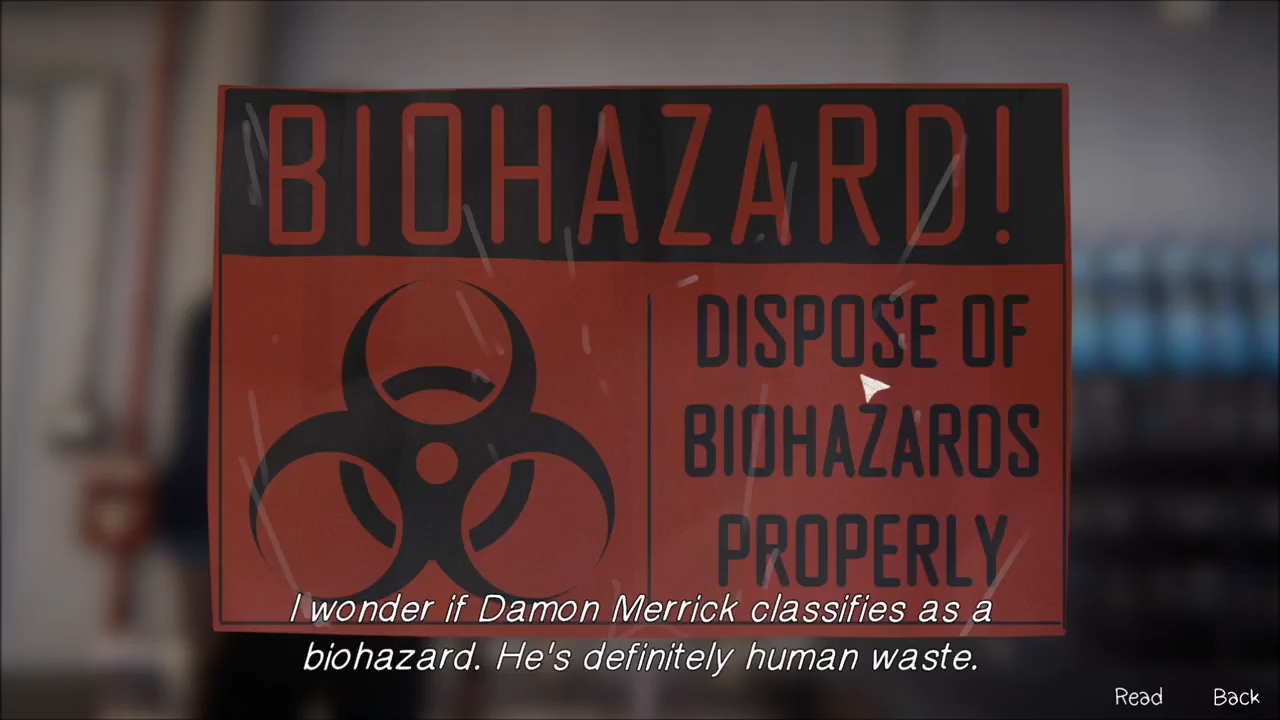 BIOHAZARD!
DISPOSE OF
BIOHAZARDS
PROPERLY
I wonder if Damon Merrick classifies as a
biohazard. He's definitely human waste.
Read Back